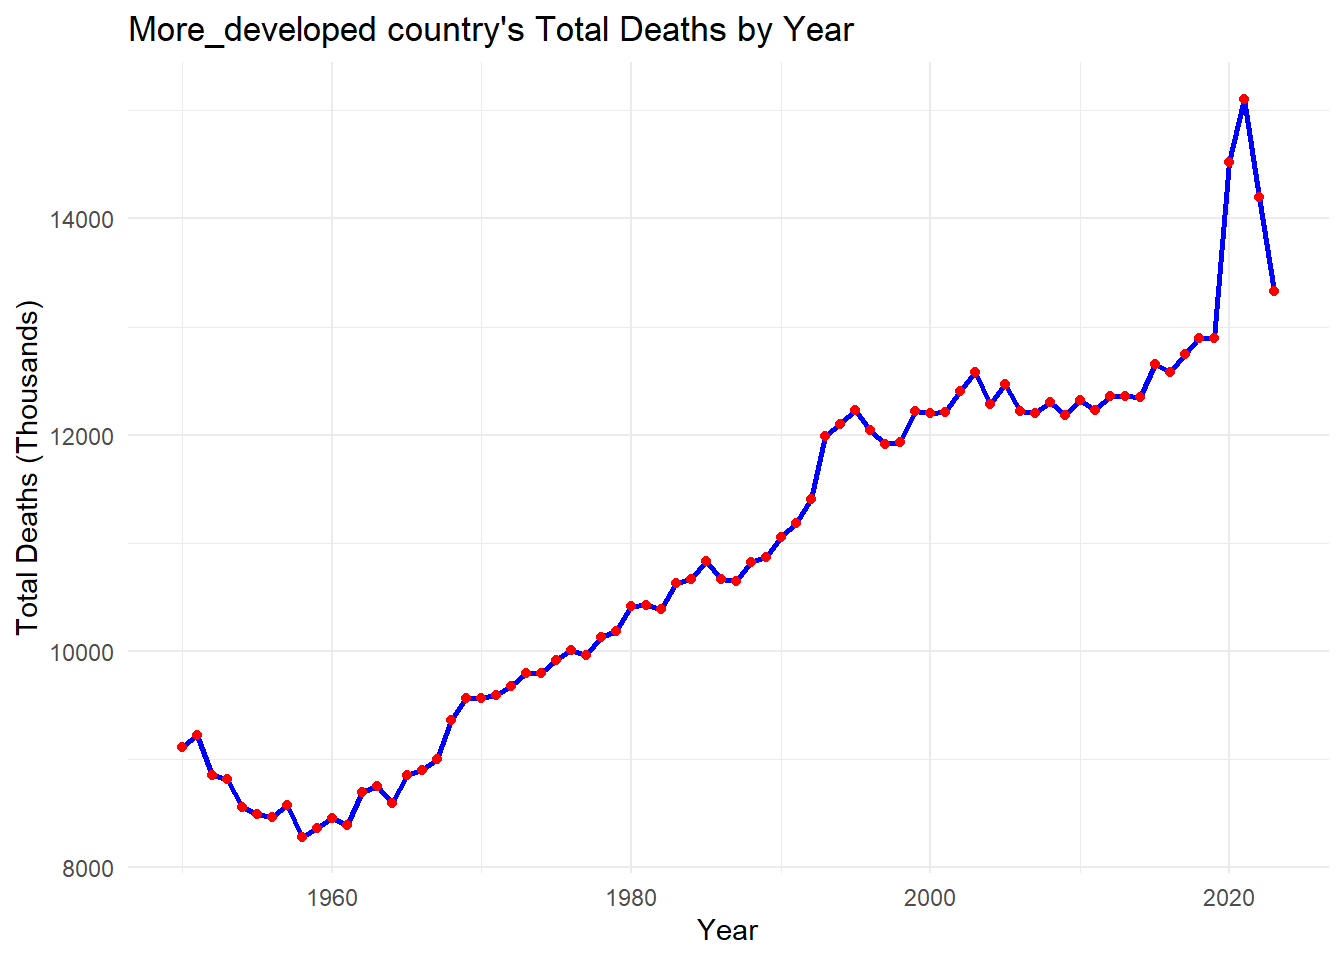 More_developed country's Total Deaths by Year
Total Deaths (Thousands)
14000
12000
10000
8000
1960
1980
2000
2020
Year